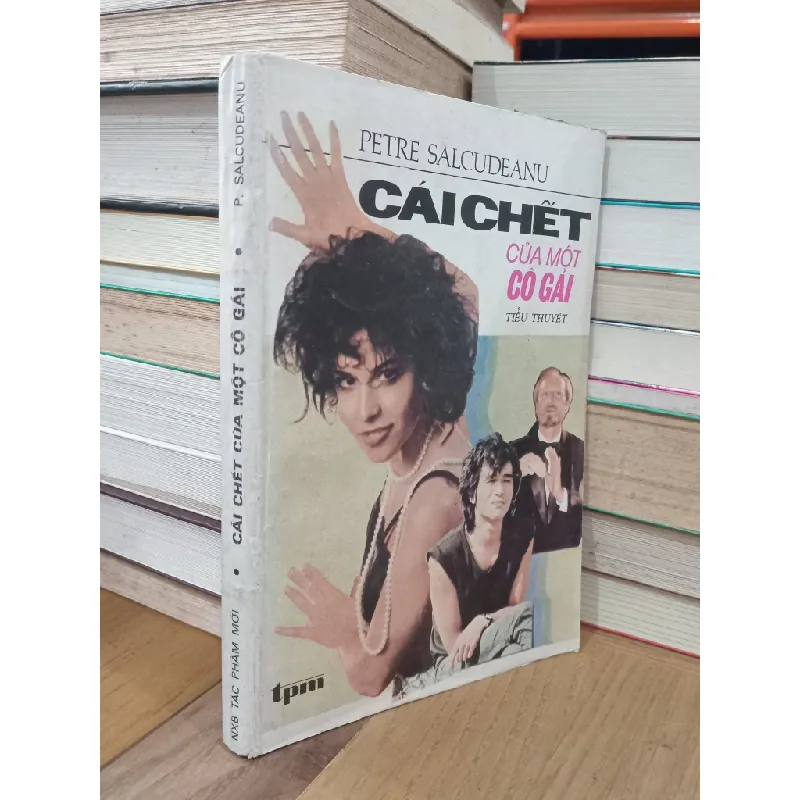 PETRE SALCUDEANU
CÁI CHẾT
CỦA MỘT
CÔ GÁI
TIỂU THUYẾT
tpm
NXB TÁC PHẨM MỚI • CÁI CHẾT CỦA MỘT CÔ GÁI • P. SALCUDEANU